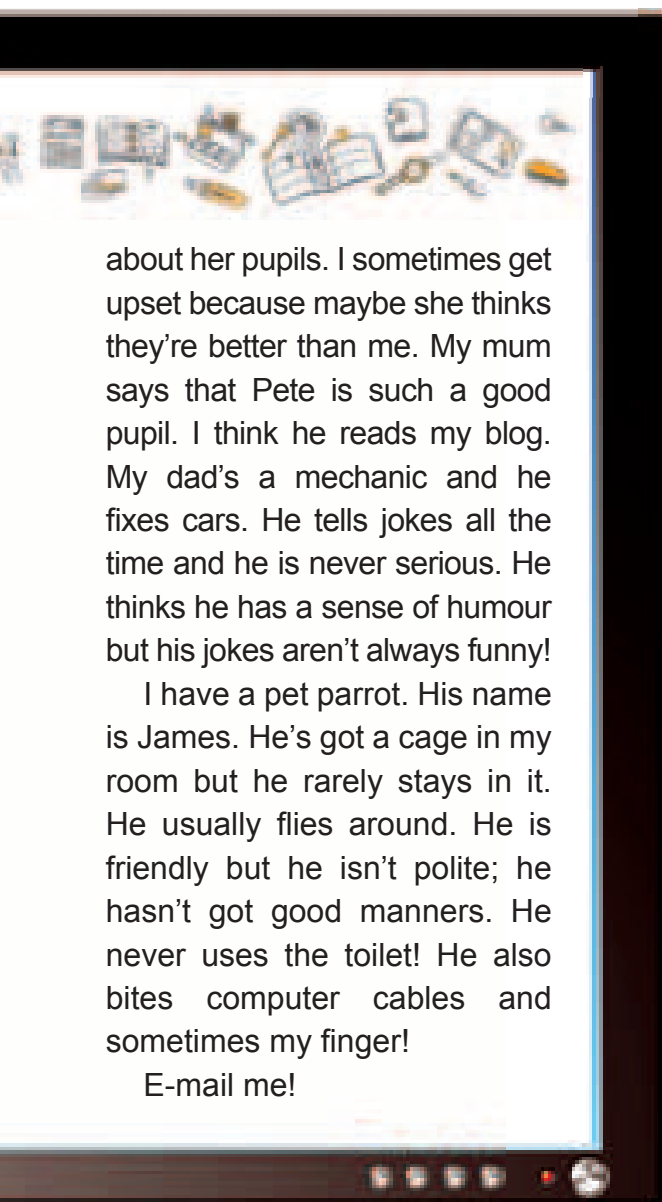 about her pupils. I sometimes get
upset because maybe she thinks
they're better than me. My mum
says that Pete is such a good
pupil. I think he reads my blog.
My dad's a mechanic and he
fixes cars. He tells jokes all the
time and he is never serious. He
thinks he has a sense of humour
but his jokes aren't always funny!
I have a pet parrot. His name
is James. He's got a cage in my
room but he rarely stays in it.
He usually flies around. He is
friendly but he isn't polite; he
hasn't got good manners. He
never uses the toilet! He also
bites computer cables and
sometimes my finger!
E-mail me!